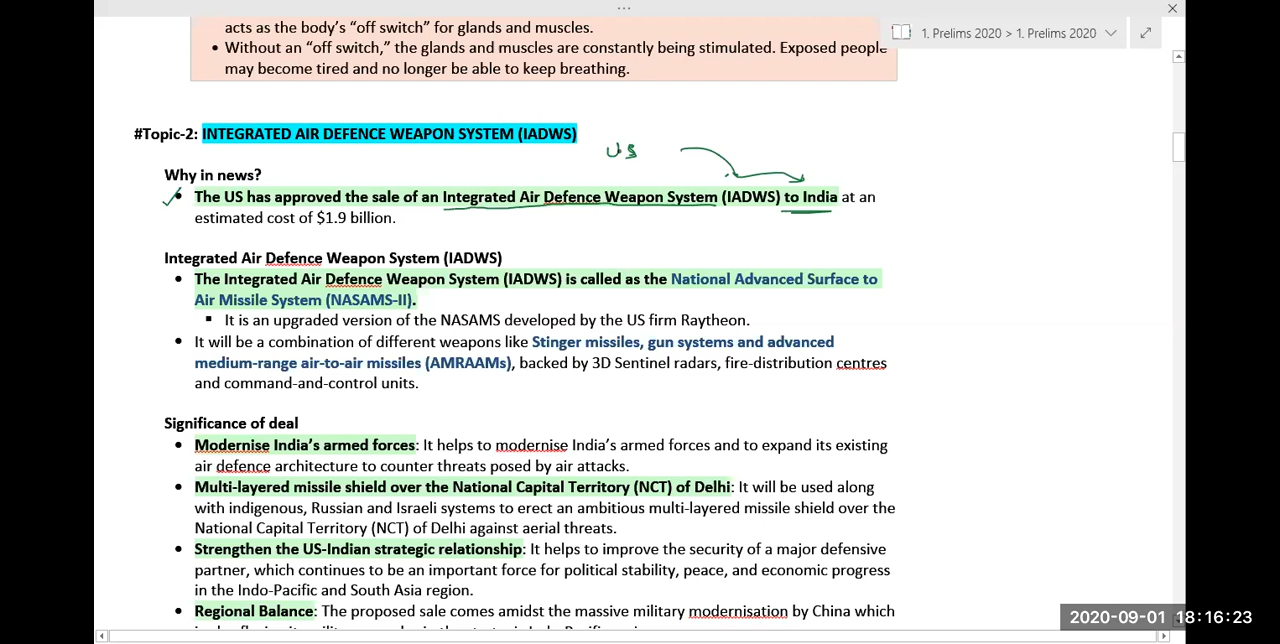 acts as the body's "off switch" for glands and muscles.
• Without an "off switch," the glands and muscles are constantly being stimulated. Exposed people
may become tired and no longer be able to keep breathing.
1. Prelims 2020 > 1. Prelims 2020
#Topic-2: INTEGRATED AIR DEFENCE WEAPON SYSTEM (IADWS)
US
Why in news?
• The US has approved the sale of an Integrated Air Defence Weapon System (IADWS) to India at an
estimated cost of $1.9 billion.
Integrated Air Defence Weapon System (IADWS)
• The Integrated Air Defence Weapon System (IADWS) is called as the National Advanced Surface to
Air Missile System (NASAMS-II).
▪ It is an upgraded version of the NASAMS developed by the US firm Raytheon.
• It will be a combination of different weapons like Stinger missiles, gun systems and advanced
medium-range air-to-air missiles (AMRAAMs), backed by 3D Sentinel radars, fire-distribution centres
and command-and-control units.
Significance of deal
• Modernise India's armed forces: It helps to modernise India's armed forces and to expand its existing
air defence architecture to counter threats posed by air attacks.
• Multi-layered missile shield over the National Capital Territory (NCT) of Delhi: It will be used along
with indigenous, Russian and Israeli systems to erect an ambitious multi-layered missile shield over the
National Capital Territory (NCT) of Delhi against aerial threats.
• Strengthen the US-Indian strategic relationship: It helps to improve the security of a major defensive
partner, which continues to be an important force for political stability, peace, and economic progress
in the Indo-Pacific and South Asia region.
• Regional Balance: The proposed sale comes amidst the massive military modernisation by China which
2020-09-01 18:16:23